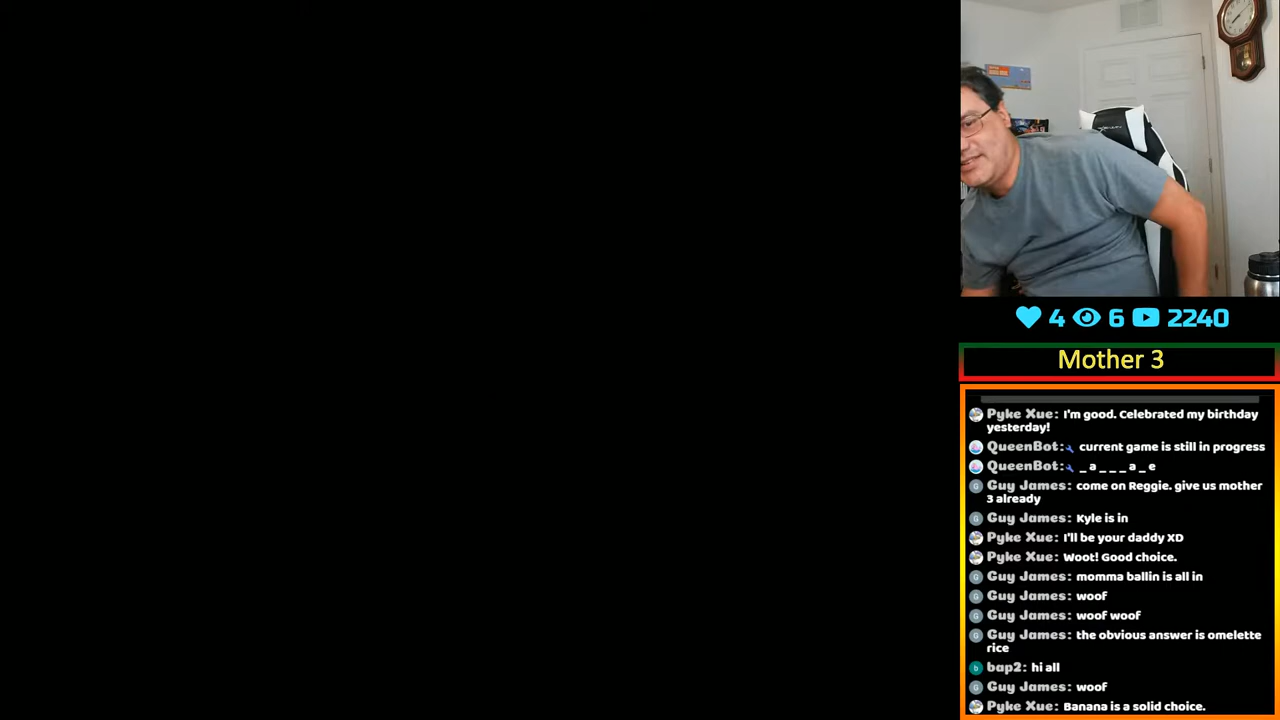 4 6 2240
Mother 3
Pyke Xue: I'm good. Celebrated my birthday
yesterday!
QueenBot: current game is still in progress
QueenBot: _ a _ _ _ a _ e
Guy James: come on Reggie. give us mother
3 already
Guy James: Kyle is in
Pyke Xue: I'll be your daddy XD
Pyke Xue: Woot! Good choice.
Guy James: momma ballin is all in
Guy James: woof
Guy James: woof woof
Guy James: the obvious answer is omelette
rice
bap2: hi all
Guy James: woof
Pyke Xue: Banana is a solid choice.